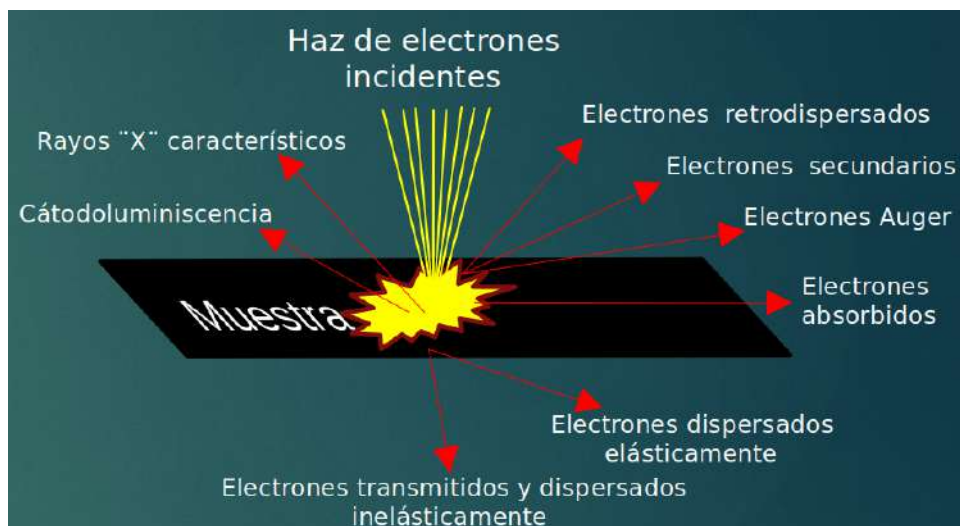 Haz de electrones
incidentes
Rayos ¨X¨ característicos
Electrones retrodispersados
Electrones secundarios
Cátodoluminiscencia
Electrones Auger
Electrones
absorbidos
Muestra
Electrones dispersados
elásticamente
Electrones transmitidos y dispersados
inelásticamente